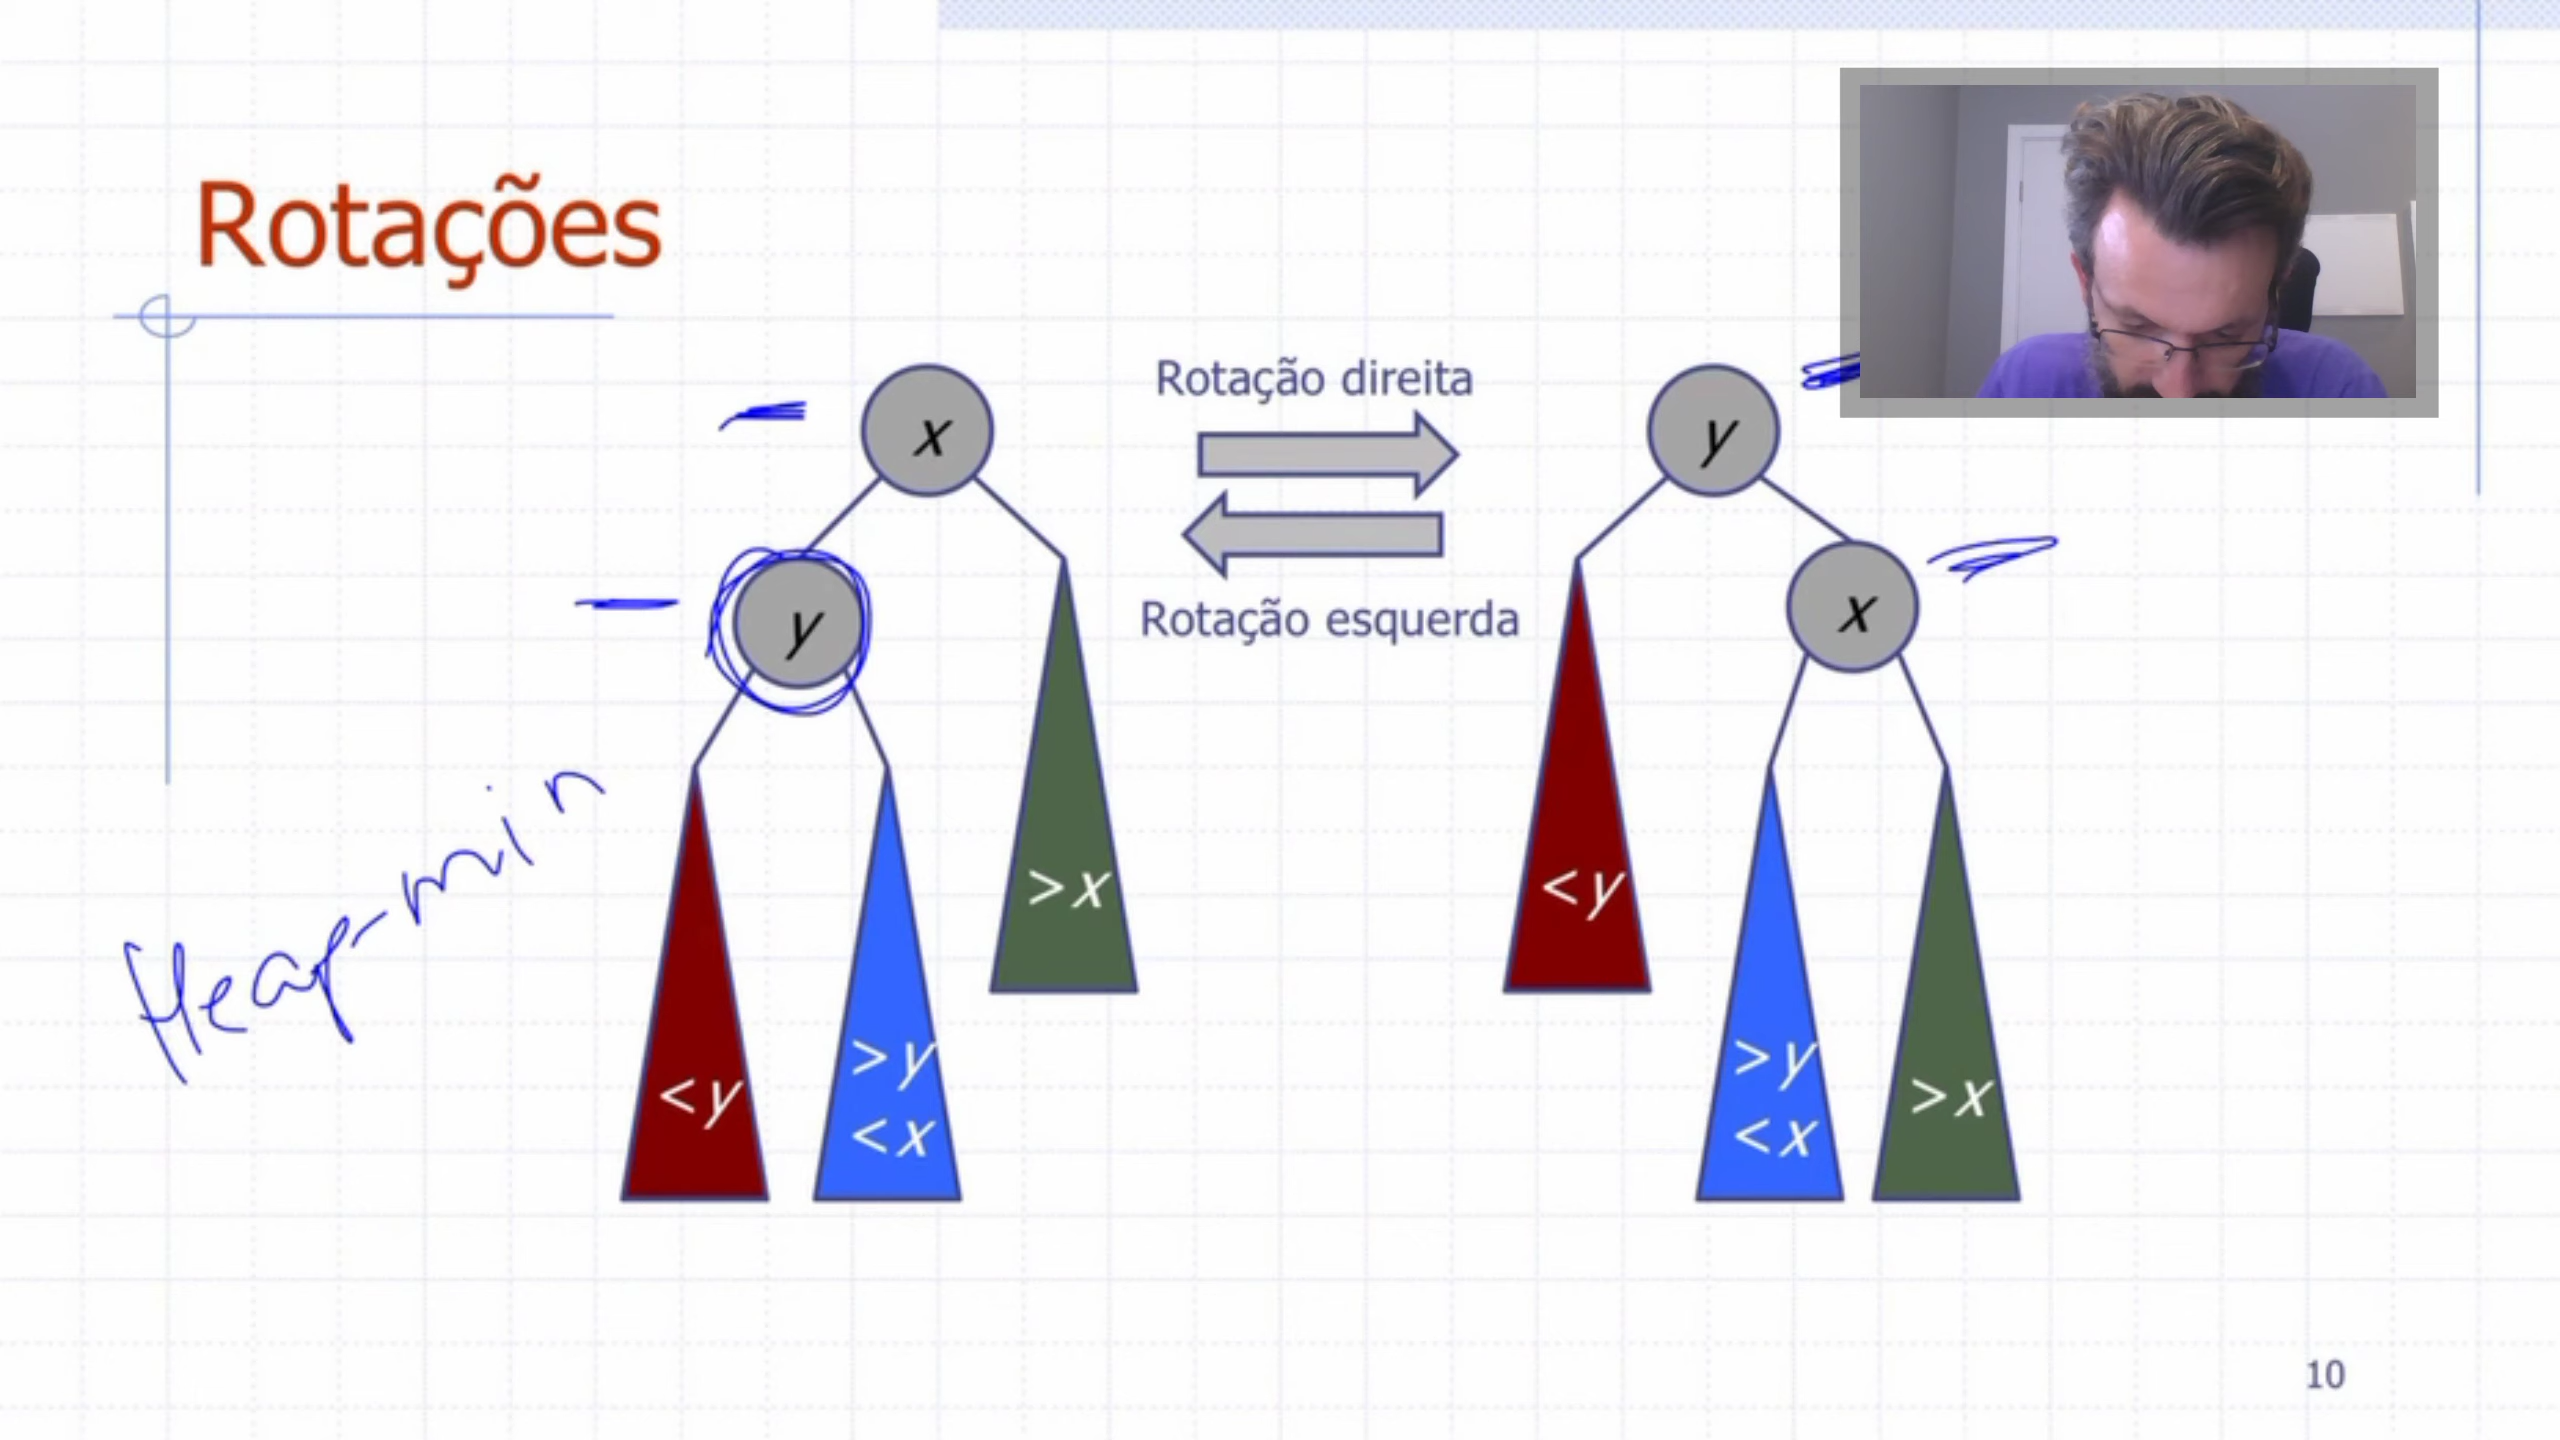 Rotações
Rotação direita
x
y
Rotação esquerda
y
x
Heap-min
>x
<y
<y
>y
<x
>y
<x
>x
10